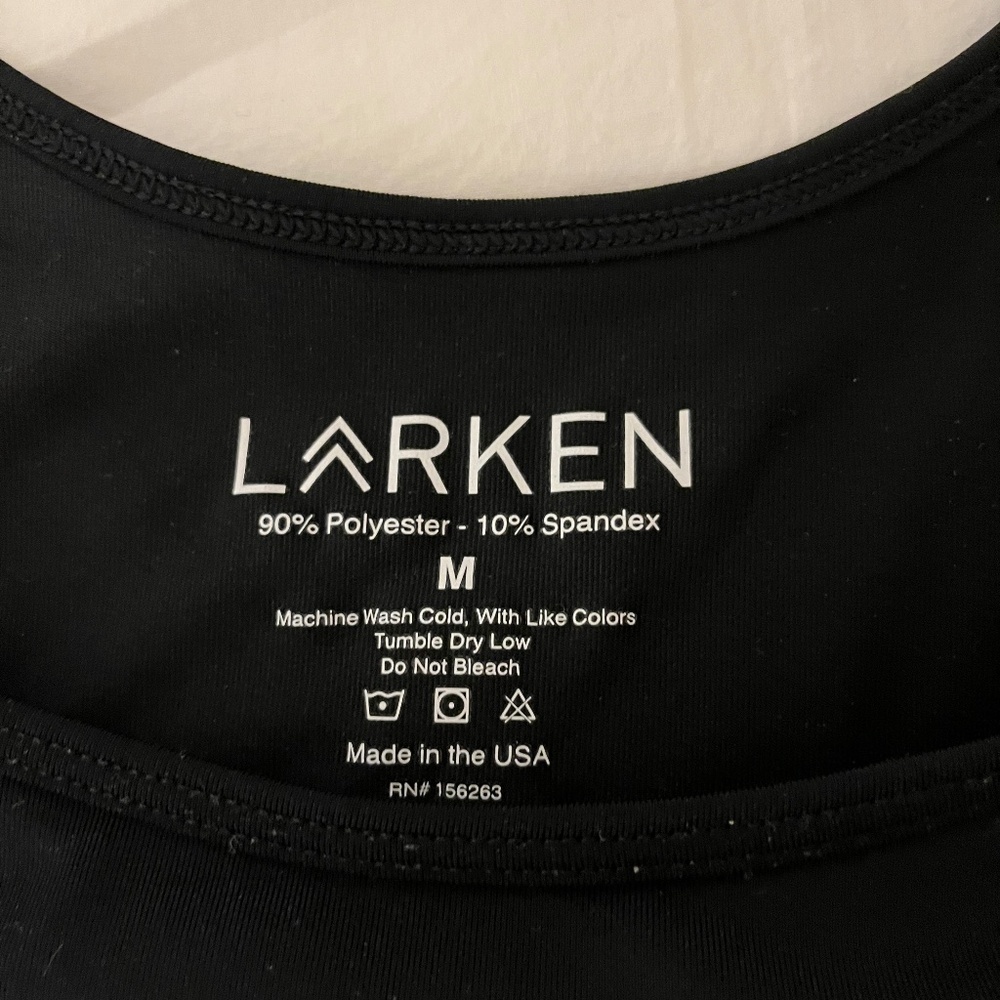 LARKEN
90% Polyester - 10% Spandex
M
Machine Wash Cold, With Like Colors
Tumble Dry Low
Do Not Bleach
Made in the USA
RN# 156263